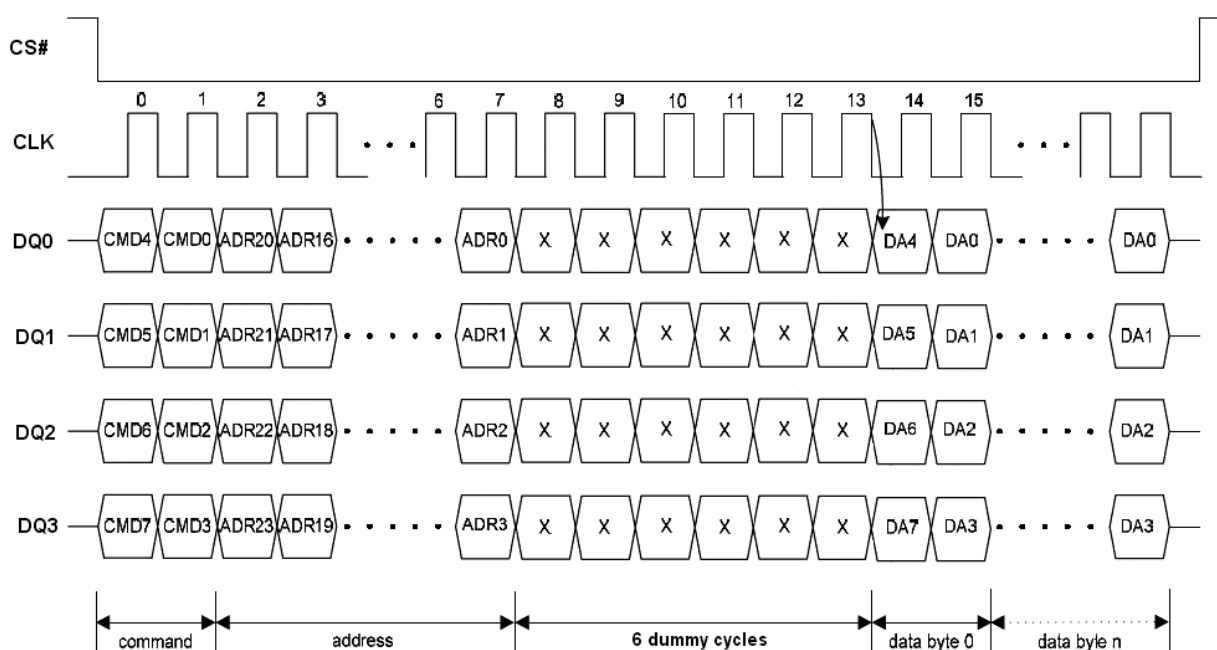 CS#
0 1 2 3 6 7 8 9 10 11 12 13 14 15
CLK
DQ0 CMD4 CMD0 ADR20 ADR16 ADR0 X X X X X X DA4 DA0 DA0
DQ1 CMD5 CMD1 ADR21 ADR17 ADR1 X X X X X X DA5 DA1 DA1
DQ2 CMD6 CMD2 ADR22 ADR18 ADR2 X X X X X X DA6 DA2 DA2
DQ3 CMD7 CMD3 ADR23 ADR19 ADR3 X X X X X X DA7 DA3 DA3
command address 6 dummy cycles data byte 0 data byte n